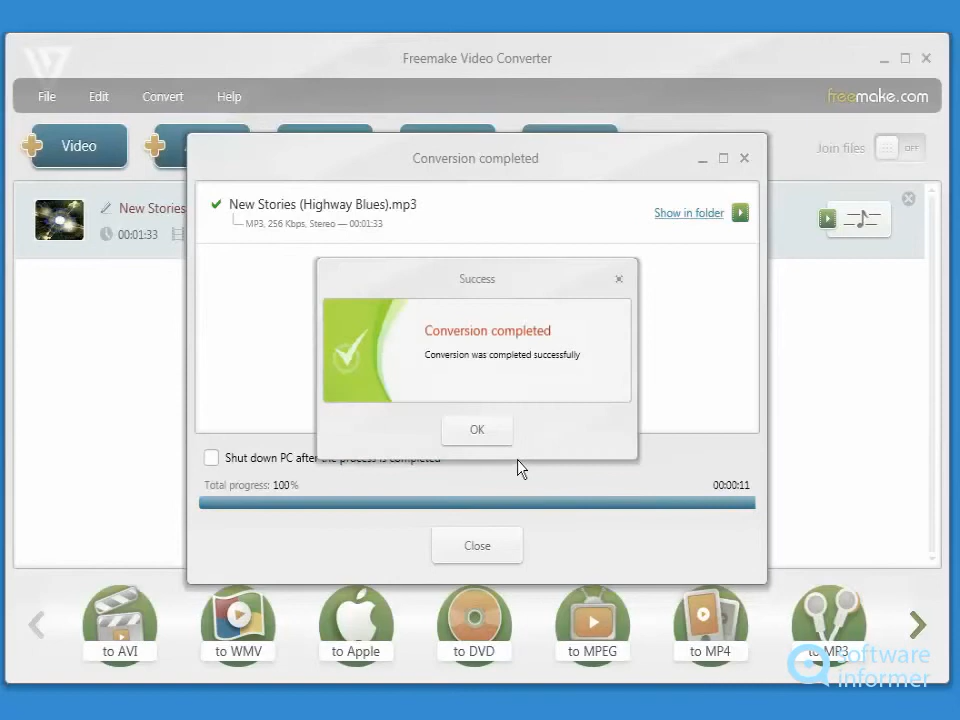 Freemake Video Converter
File Edit Convert Help
freemake.com
Video
Join files
OFF
Conversion completed
New Stories (Highway Blues).mp3
Show in folder
MP3, 256 Kbps, Stereo — 00:01:33
New Stories
00:01:33
Success
Conversion completed
Conversion was completed successfully
OK
Shut down PC after the process is completed
Total progress: 100%
00:00:11
Close
to AVI
to WMV
to Apple
to DVD
to MPEG
to MP4
to MP3
software
informer